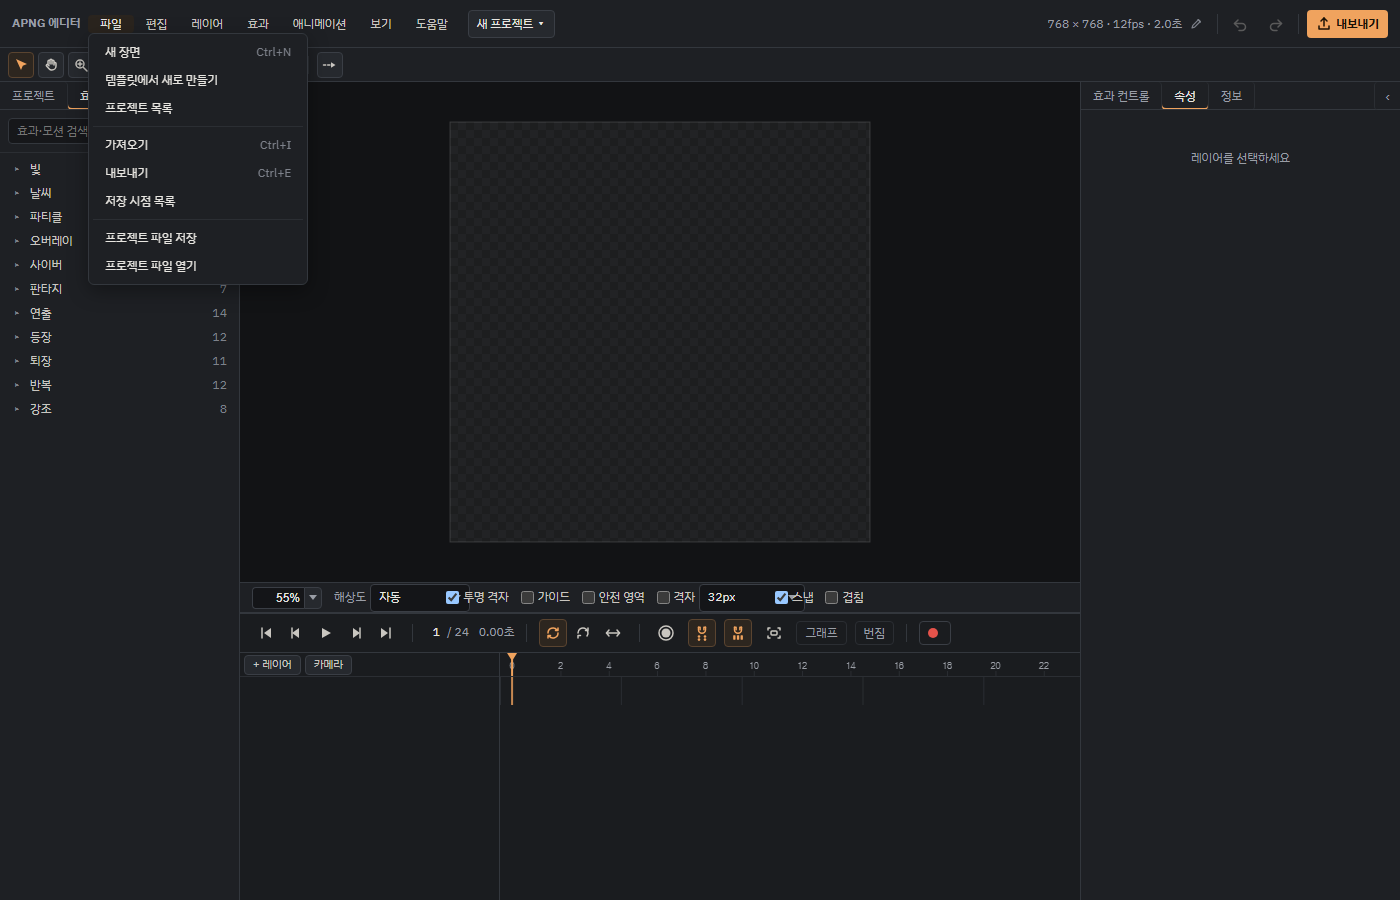 APNG 에디터 파일 편집 레이어 효과 애니메이션 보기 도움말 새 프로젝트 768 × 768 · 12fps · 2.0초 내보내기
새 장면 Ctrl+N
템플릿에서 새로 만들기
프로젝트 목록
가져오기 Ctrl+I
내보내기 Ctrl+E
저장 시점 목록
프로젝트 파일 저장
프로젝트 파일 열기
프로젝트
효과·모션 검색
빛
날씨
파티클
오버레이
사이버
판타지 7
연출 14
등장 12
퇴장 11
반복 12
강조 8
효과 컨트롤 속성 정보
레이어를 선택하세요
55% 해상도 자동 투명 격자 가이드 안전 영역 격자 32px 스냅 겹침
1 / 24 0.00초 그래프 번짐
+ 레이어 카메라 0 2 4 6 8 10 12 14 16 18 20 22